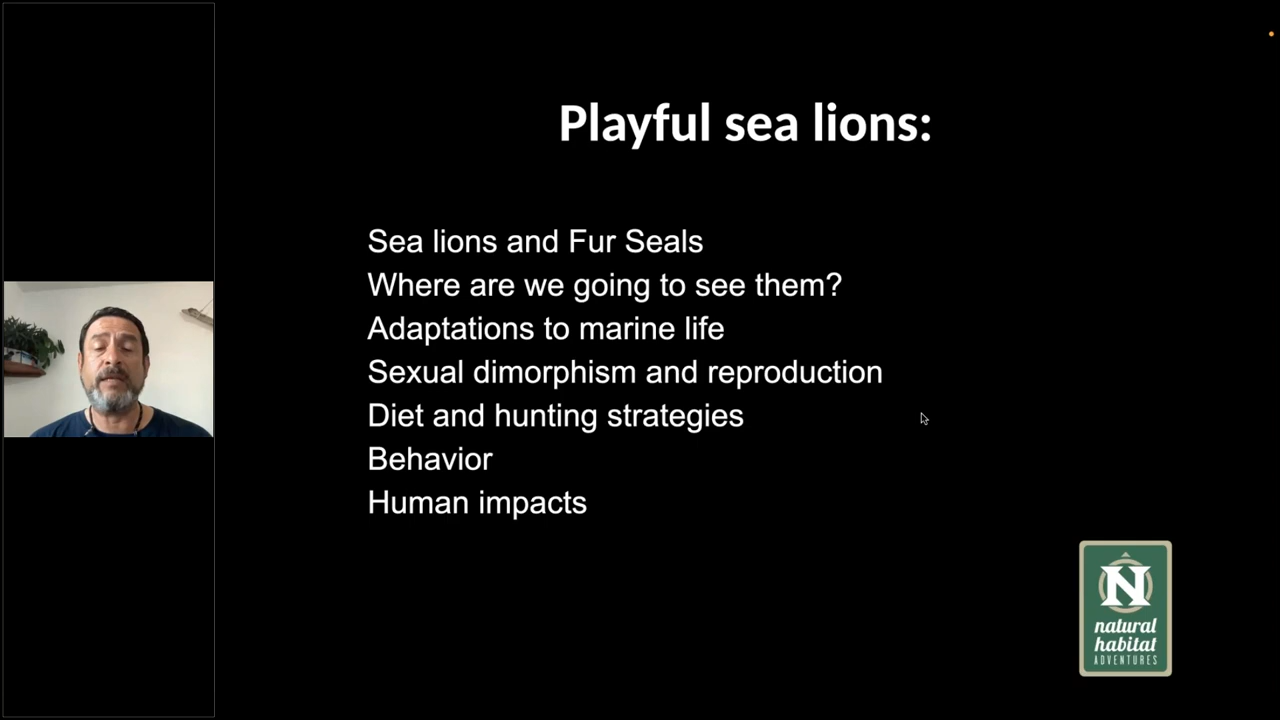 Playful sea lions:
Sea lions and Fur Seals
Where are we going to see them?
Adaptations to marine life
Sexual dimorphism and reproduction
Diet and hunting strategies
Behavior
Human impacts
N
natural
habitat
ADVENTURES